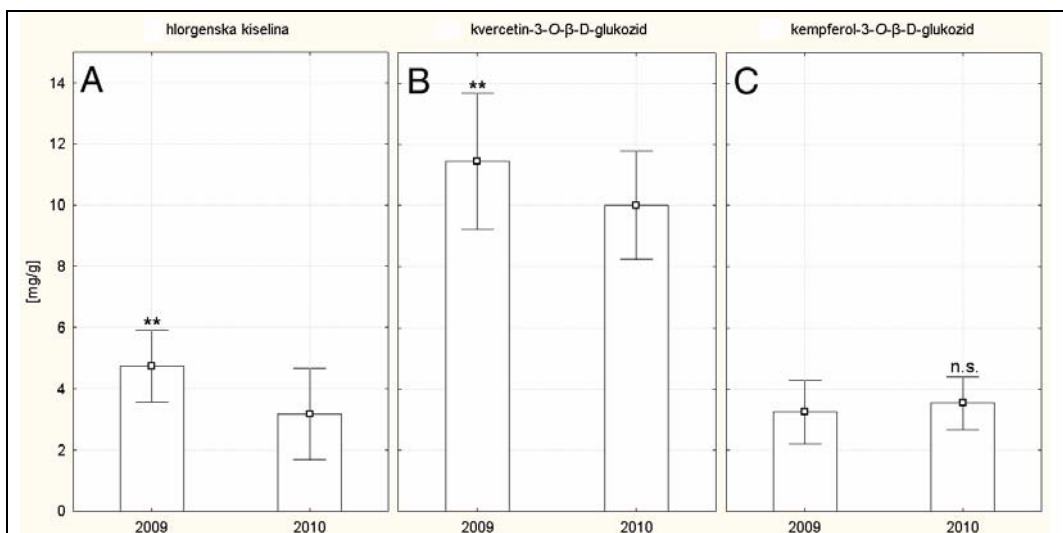 hlorgenska kiselina
kvercetin-3-O-β-D-glukozid
kempferol-3-O-β-D-glukozid
A
B
C
[mg/g]
14
12
10
8
6
4
2
0
**
**
n.s.
2009
2010
2009
2010
2009
2010